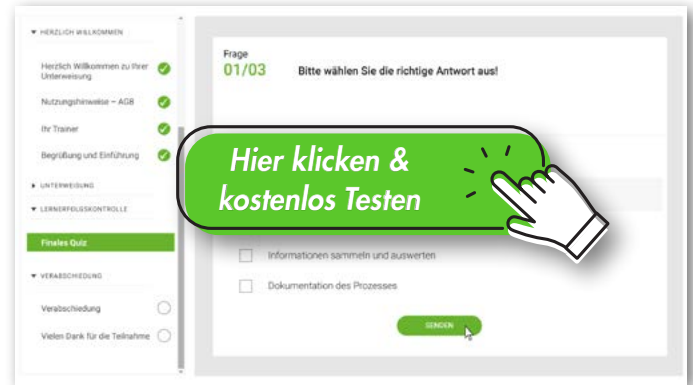 HERZLICH WILLKOMMEN
Herzlich Willkommen zu Ihrer
Unterweisung
Nutzungshinweise – AGB
Ihr Trainer
Begrüßung und Einführung
UNTERWEISUNG
LERNERFOLGSKONTROLLE
Finales Quiz
VERABSCHIEDUNG
Verabschiedung
Vielen Dank für die Teilnahme
Frage
01/03
Bitte wählen Sie die richtige Antwort aus!
Hier klicken &
kostenlos Testen
Informationen sammeln und auswerten
Dokumentation des Prozesses
SENDEN